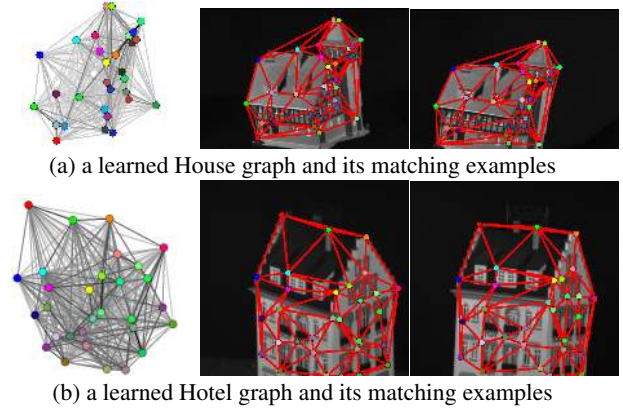 (a) a learned House graph and its matching examples
(b) a learned Hotel graph and its matching examples